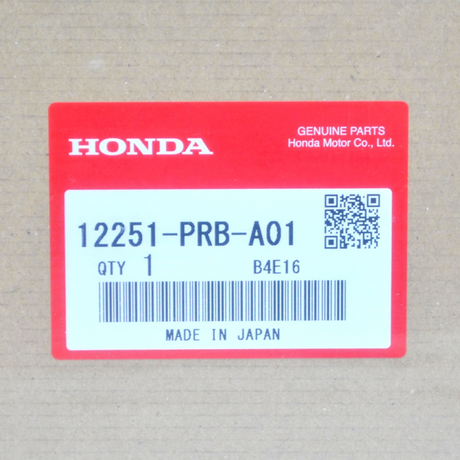 HONDA
GENUINE PARTS
Honda Motor Co., Ltd.
12251-PRB-A01
QTY 1 B4E16
MADE IN JAPAN